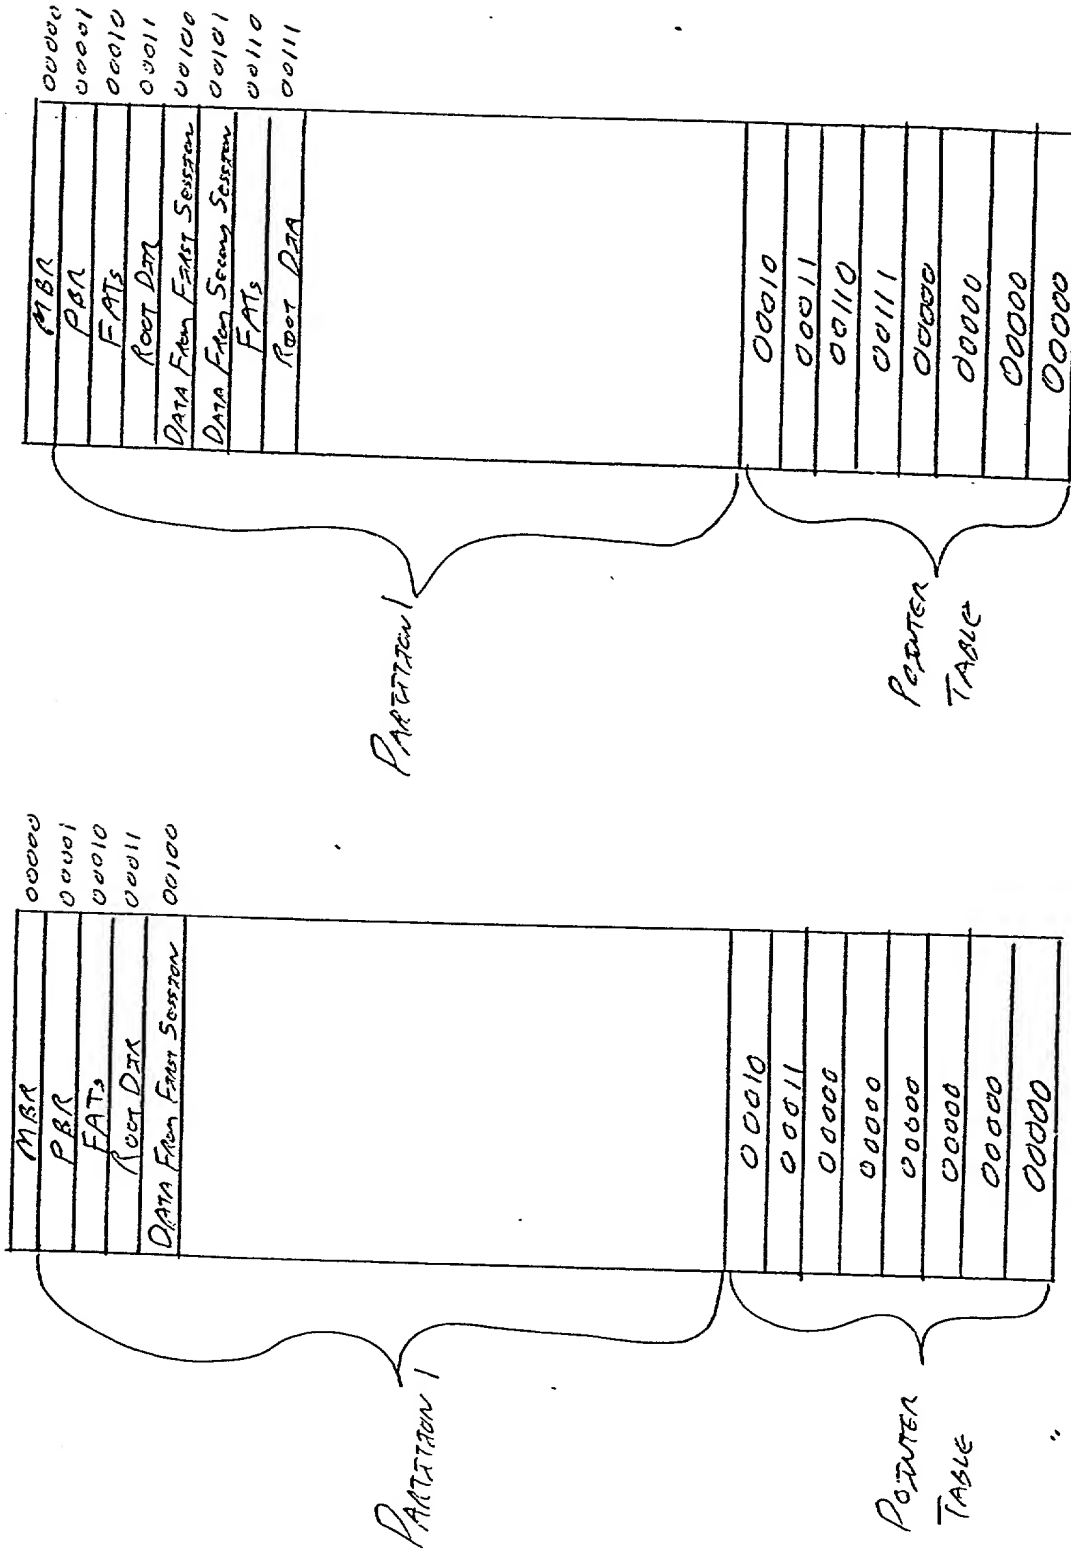 MBR 00000
PBR 00001
FATs 00010
ROOT DIR 00011
DATA FROM FIRST SESSION 00100
PARTITION 1
00010
00011
00000
00000
00000
00000
00000
00000
POINTER
TABLE
MBR 00000
PBR 00001
FATs 00010
ROOT DIR 00011
DATA FROM FIRST SESSION 00100
DATA FROM SECOND SESSION 00101
FATs 00110
ROOT DIR 00111
PARTITION 1
00010
00011
00110
00111
00000
00000
00000
00000
POINTER
TABLE